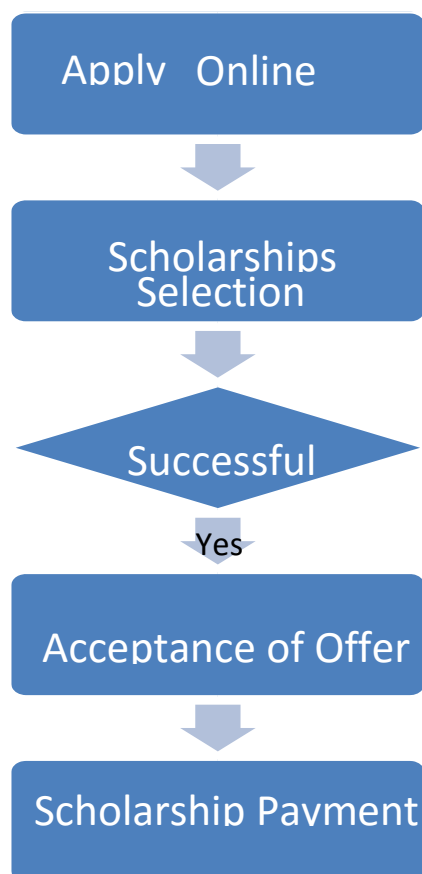 Apply Online
Scholarships
Selection
Successful
Yes
Acceptance of Offer
Scholarship Payment